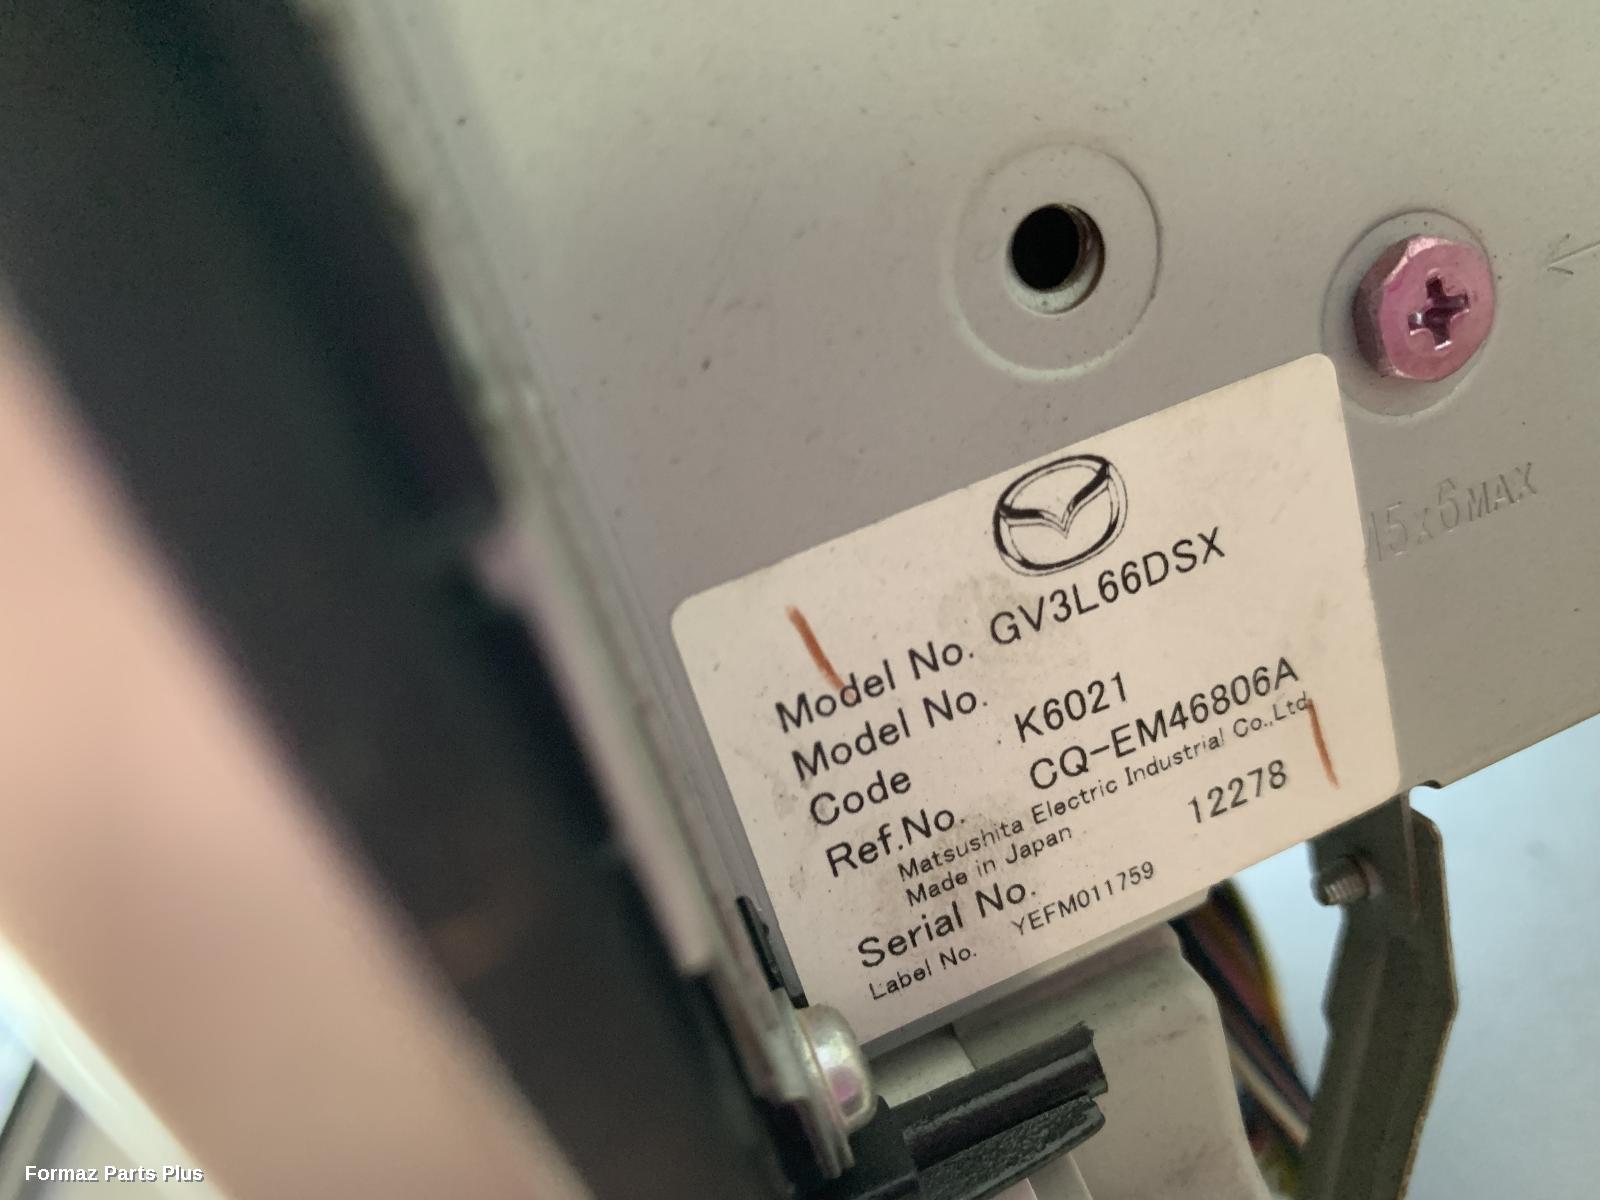 M5x6MAX
Model No. GV3L66DSX
Model No.
Code K6021
Ref.No. CQ-EM46806A
Matsushita Electric Industrial Co.,Ltd
Made in Japan
Serial No. 12278
Label No. YEFM011759
Formaz Parts Plus